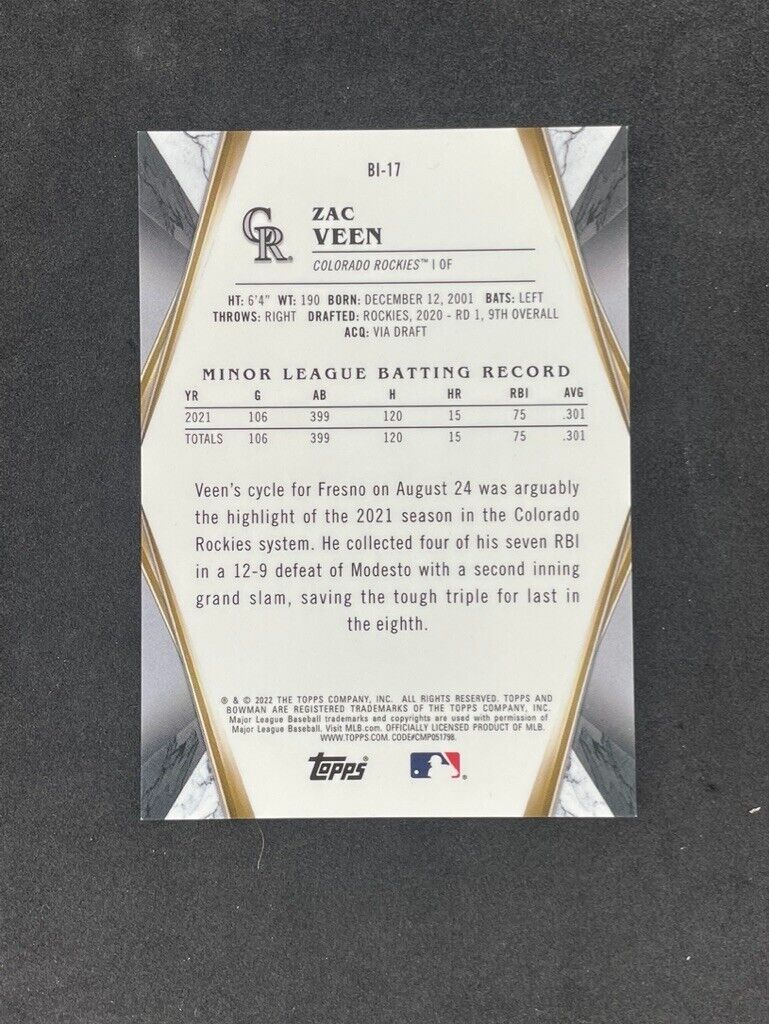 BI-17
CR
ZAC
VEEN
COLORADO ROCKIES™ | OF
HT: 6'4" WT: 190 BORN: DECEMBER 12, 2001 BATS: LEFT
THROWS: RIGHT DRAFTED: ROCKIES, 2020 - RD 1, 9TH OVERALL
ACQ: VIA DRAFT
MINOR LEAGUE BATTING RECORD
YR G AB H HR RBI AVG
2021 106 399 120 15 75 .301
TOTALS 106 399 120 15 75 .301
Veen's cycle for Fresno on August 24 was arguably
the highlight of the 2021 season in the Colorado
Rockies system. He collected four of his seven RBI
in a 12-9 defeat of Modesto with a second inning
grand slam, saving the tough triple for last in
the eighth.
® & © 2022 THE TOPPS COMPANY, INC. ALL RIGHTS RESERVED. TOPPS AND
BOWMAN ARE REGISTERED TRADEMARKS OF THE TOPPS COMPANY, INC.
Major League Baseball trademarks and copyrights are used with permission of
Major League Baseball. Visit MLB.com. OFFICIALLY LICENSED PRODUCT OF MLB.
WWW.TOPPS.COM. CODE#CMP051798.
topps®